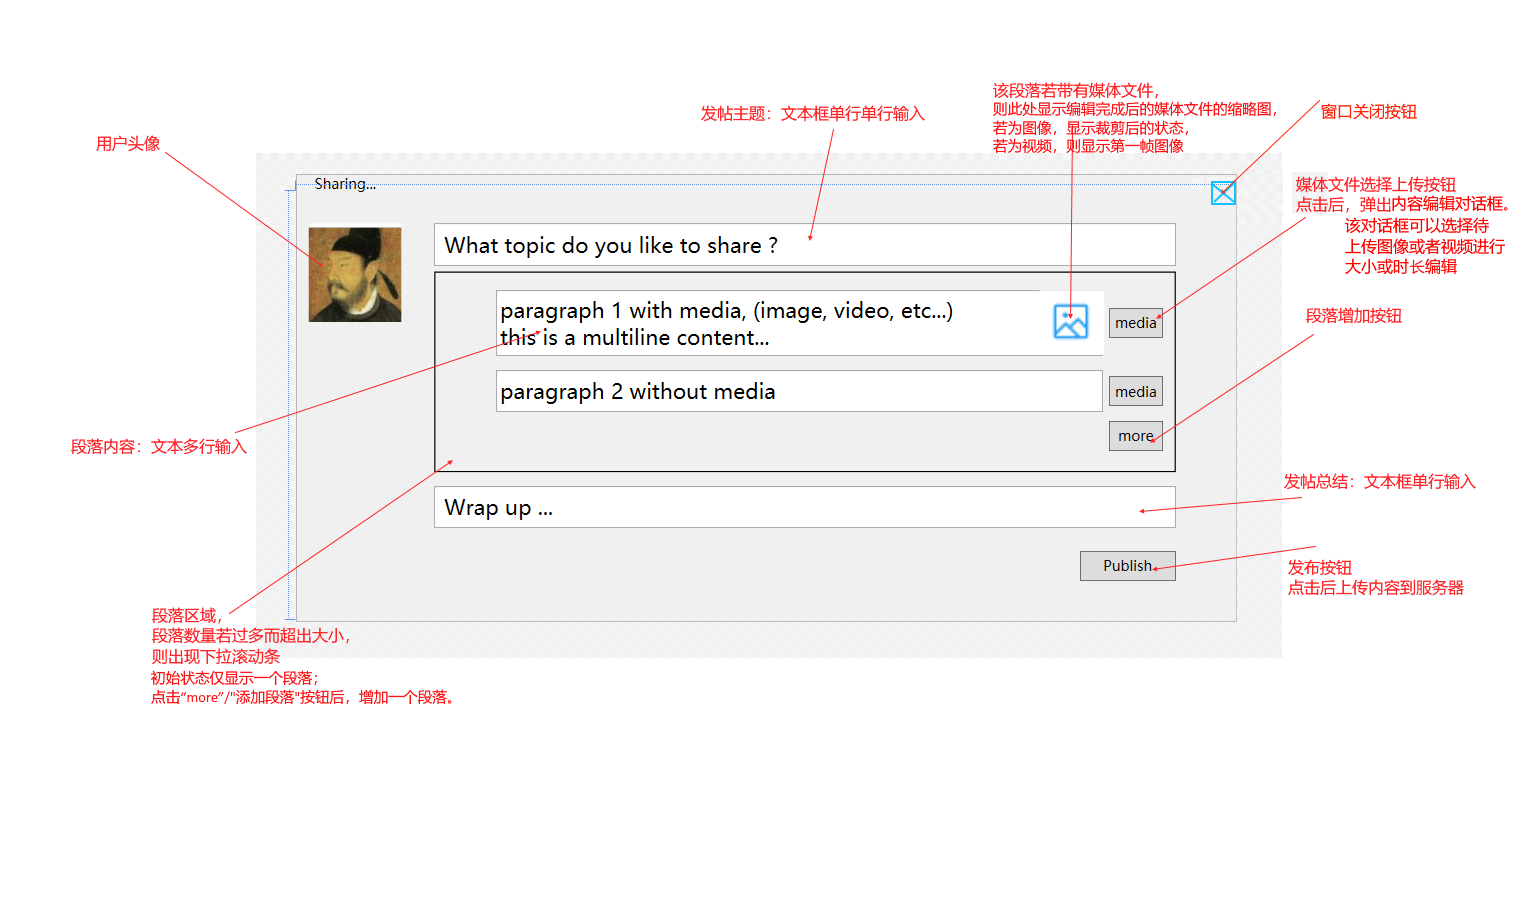 该段落若带有媒体文件，
则此处显示编辑完成后的媒体文件的缩略图，
若为图像，显示裁剪后的状态，
若为视频，则显示第一帧图像
发帖主题：文本框单行单行输入
窗口关闭按钮
用户头像
Sharing...
媒体文件选择上传按钮
点击后，弹出内容编辑对话框。
该对话框可以选择待
上传图像或者视频进行
大小或时长编辑
What topic do you like to share ?
paragraph 1 with media, (image, video, etc...)
this is a multiline content...
media
段落增加按钮
paragraph 2 without media
media
more
段落内容：文本多行输入
发帖总结：文本框单行输入
Wrap up ...
Publish
发布按钮
点击后上传内容到服务器
段落区域，
段落数量若过多而超出大小，
则出现下拉滚动条
初始状态仅显示一个段落；
点击“more”/"添加段落"按钮后，增加一个段落。